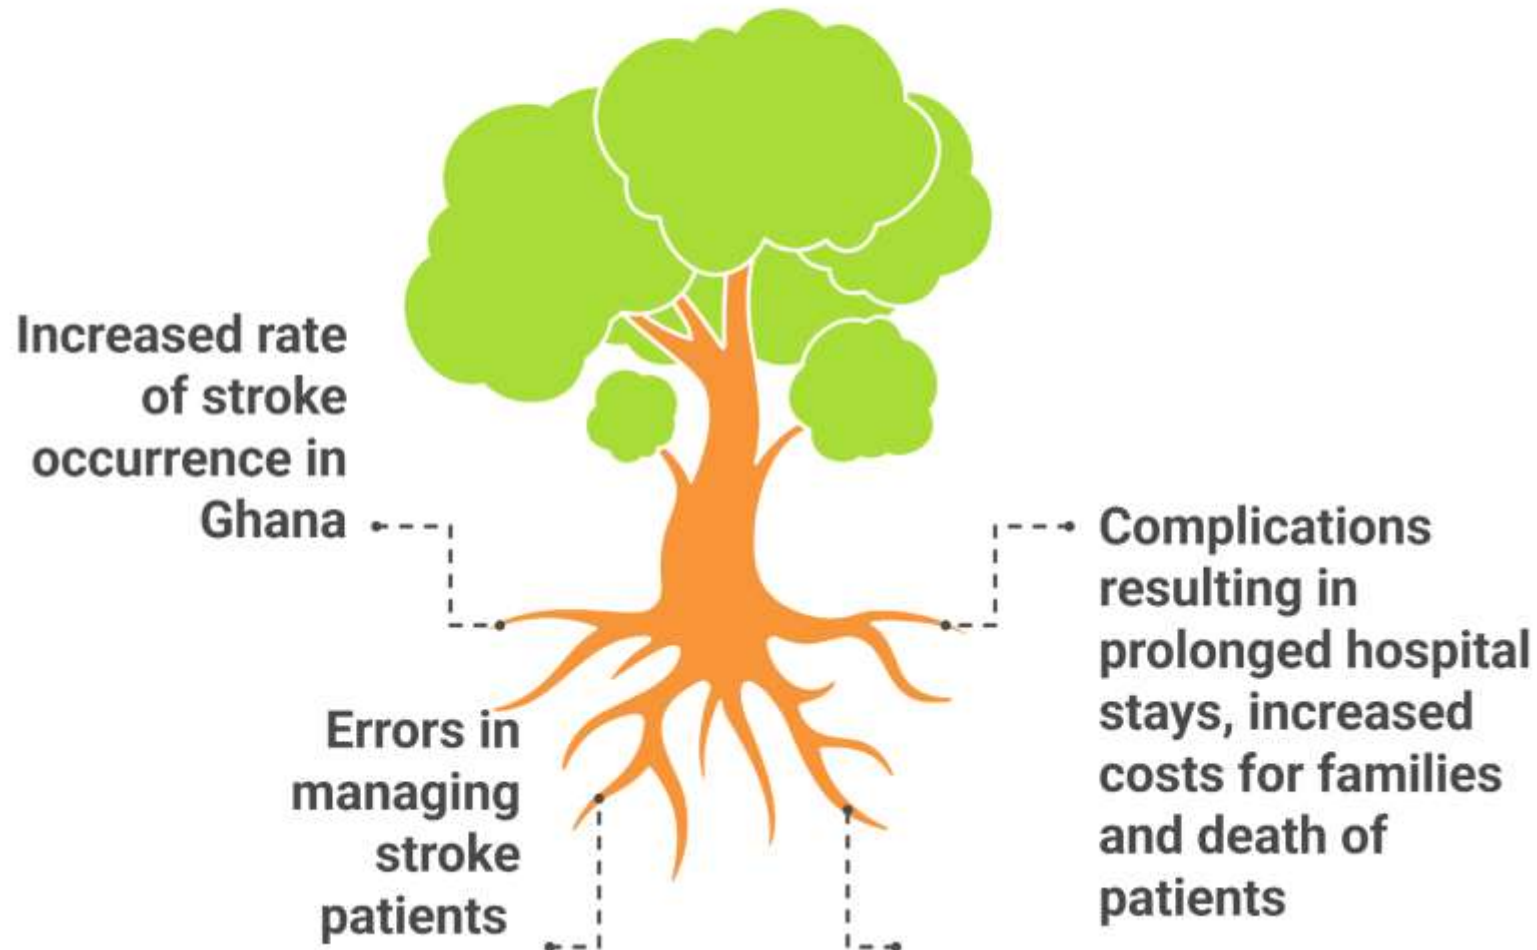 Increased rate
of stroke
occurrence in
Ghana
Errors in
managing
stroke
patients
Complications
resulting in
prolonged hospital
stays, increased
costs for families
and death of
patients